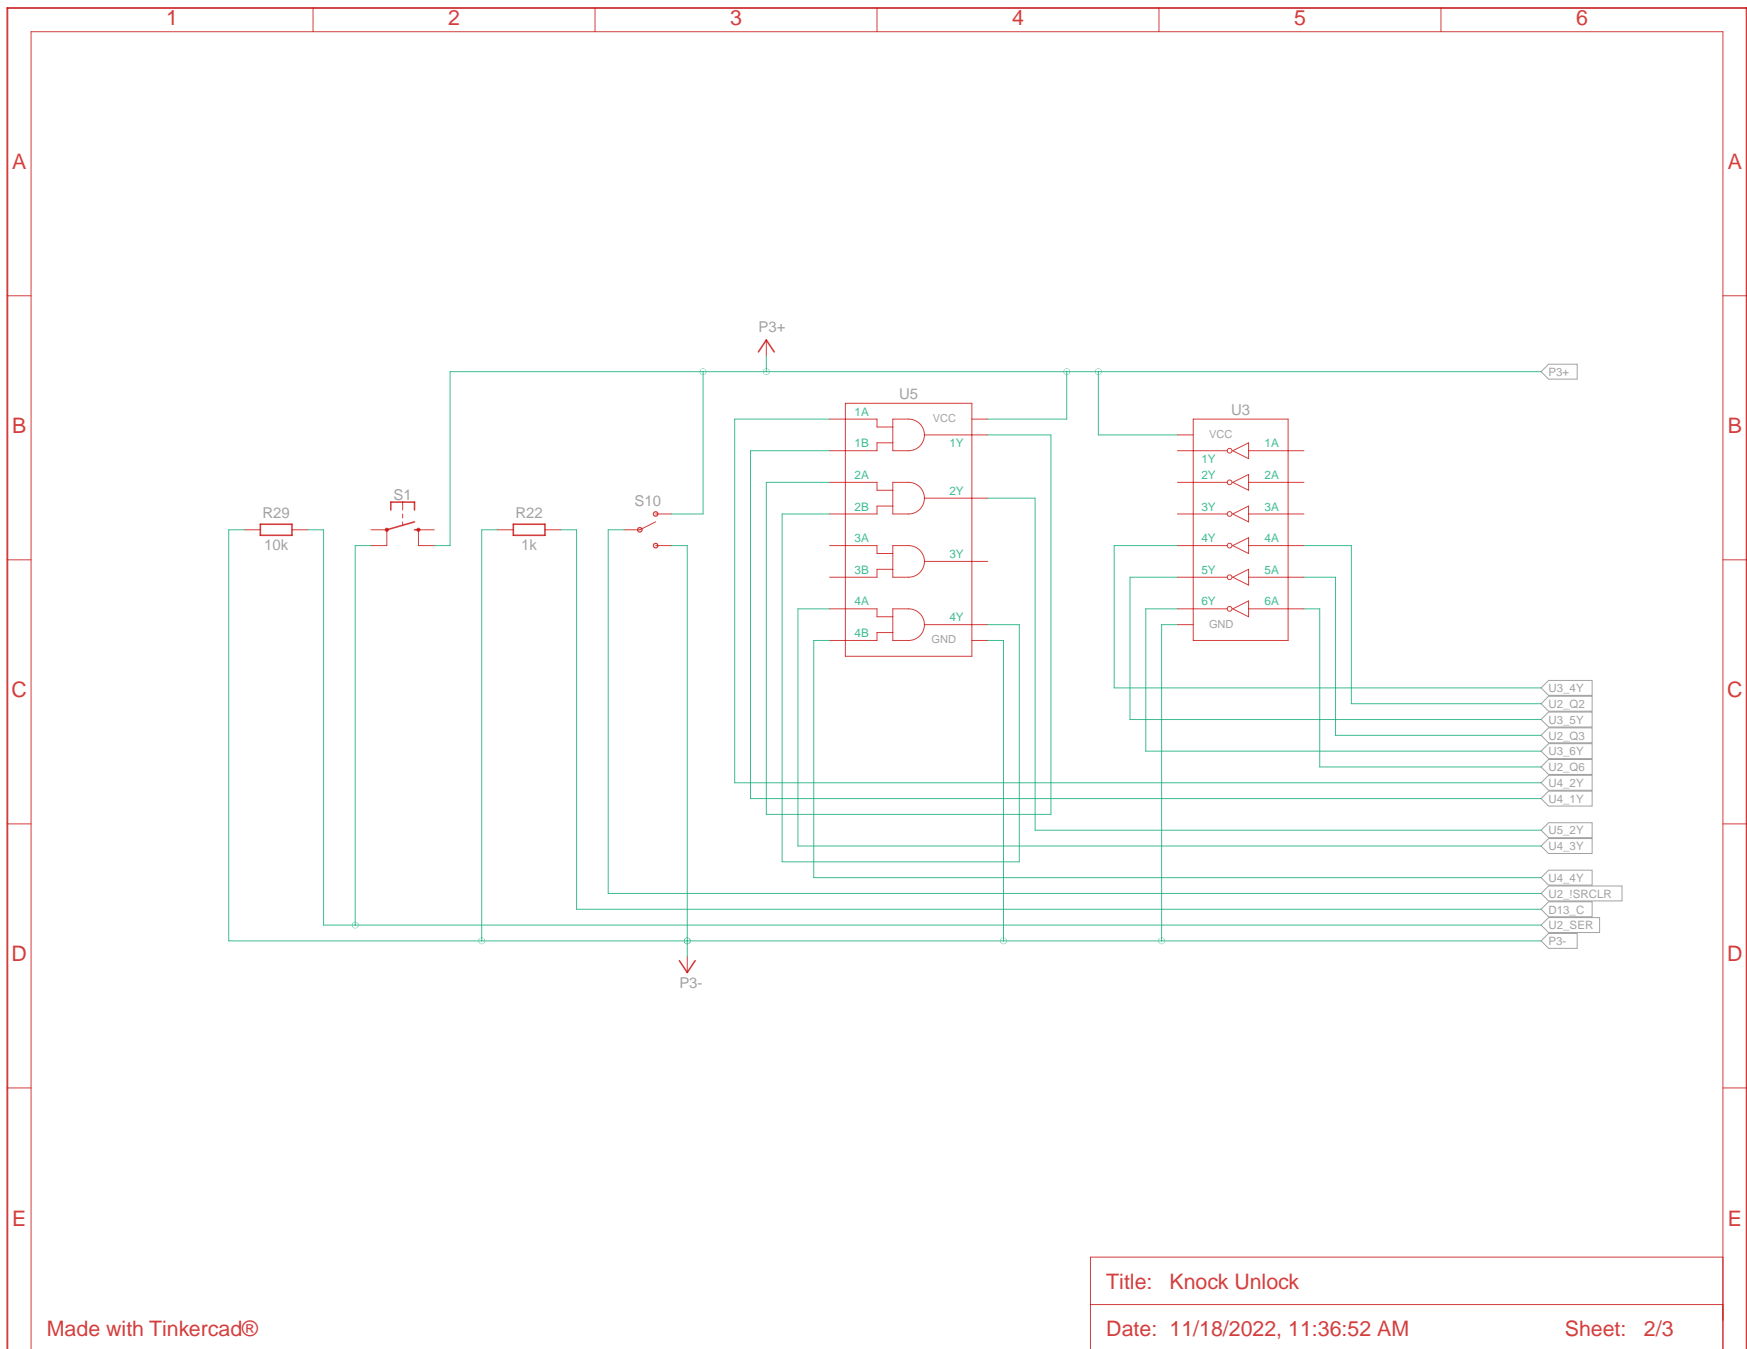 1 2 3 4 5 6
A A
P3+
P3+
U5
U3
B B
1A VCC
1B 1Y
2A 2Y
2B
3A 3Y
3B
4A 4Y
4B GND
VCC 1A
1Y
2Y 2A
3Y 3A
4Y 4A
5Y 5A
6Y 6A
GND
S1
S10
R29
10k
R22
1k
C C
U3_4Y
U2_Q2
U3_5Y
U2_Q3
U3_6Y
U2_Q6
U4_2Y
U4_1Y
U5_2Y
U4_3Y
U4_4Y
U2_!SRCLR
D13_C
U2_SER
P3-
D D
P3-
E E
Title: Knock Unlock
Made with Tinkercad®
Date: 11/18/2022, 11:36:52 AM Sheet: 2/3